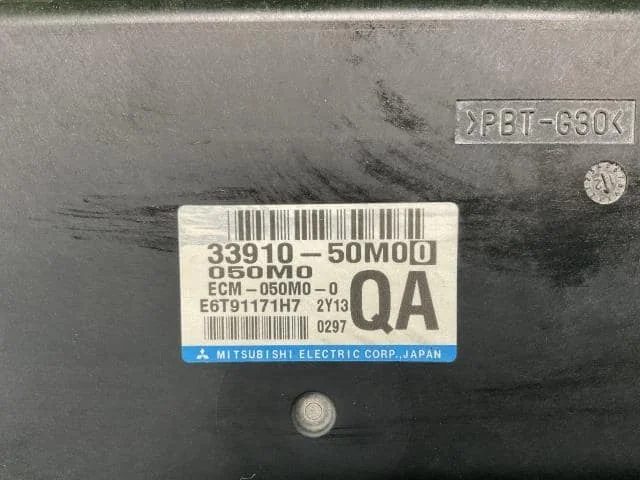 >PBT-G30<
33910-50M00
050M0
ECM-050M0-0
E6T91171H7 2Y13
0297
QA
MITSUBISHI ELECTRIC CORP., JAPAN